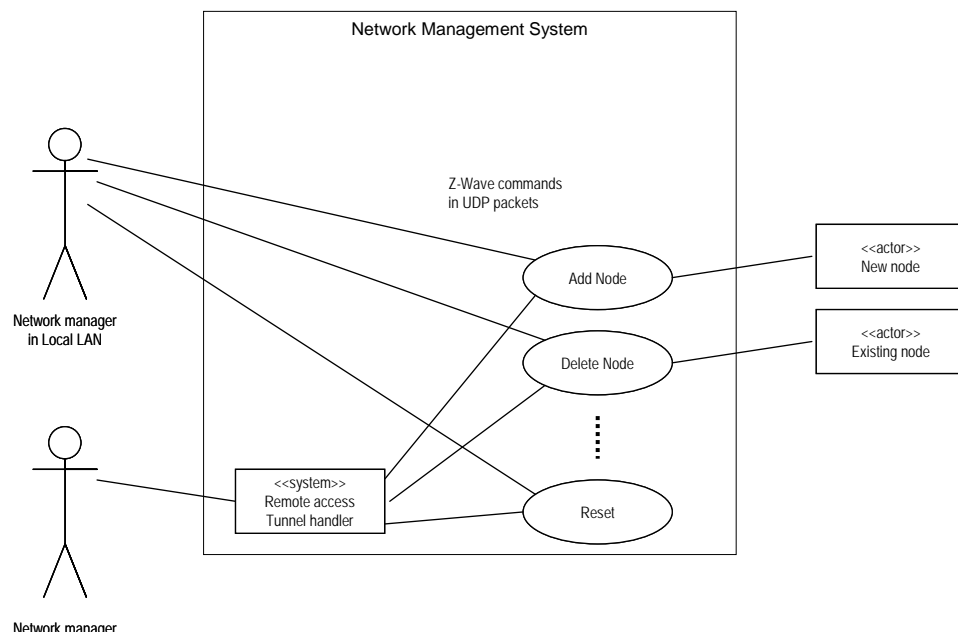 Network Management System
Z-Wave commands
in UDP packets
<<actor>>
New node
Add Node
Network manager
in Local LAN
<<actor>>
Existing node
Delete Node
<<system>>
Remote access
Tunnel handler
Reset
Network manager